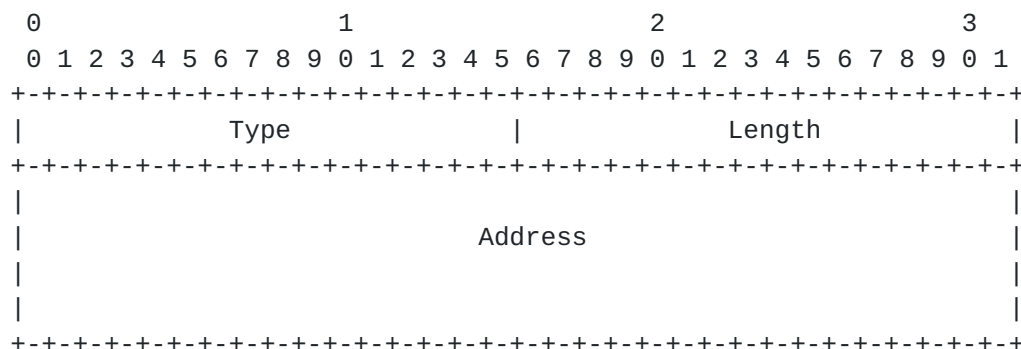 0                   1                   2                   3
0 1 2 3 4 5 6 7 8 9 0 1 2 3 4 5 6 7 8 9 0 1 2 3 4 5 6 7 8 9 0 1
+-+-+-+-+-+-+-+-+-+-+-+-+-+-+-+-+-+-+-+-+-+-+-+-+-+-+-+-+-+-+-+-+
|             Type              |             Length            |
+-+-+-+-+-+-+-+-+-+-+-+-+-+-+-+-+-+-+-+-+-+-+-+-+-+-+-+-+-+-+-+-+
|                                                               |
|                             Address                           |
|                                                               |
|                                                               |
+-+-+-+-+-+-+-+-+-+-+-+-+-+-+-+-+-+-+-+-+-+-+-+-+-+-+-+-+-+-+-+-+